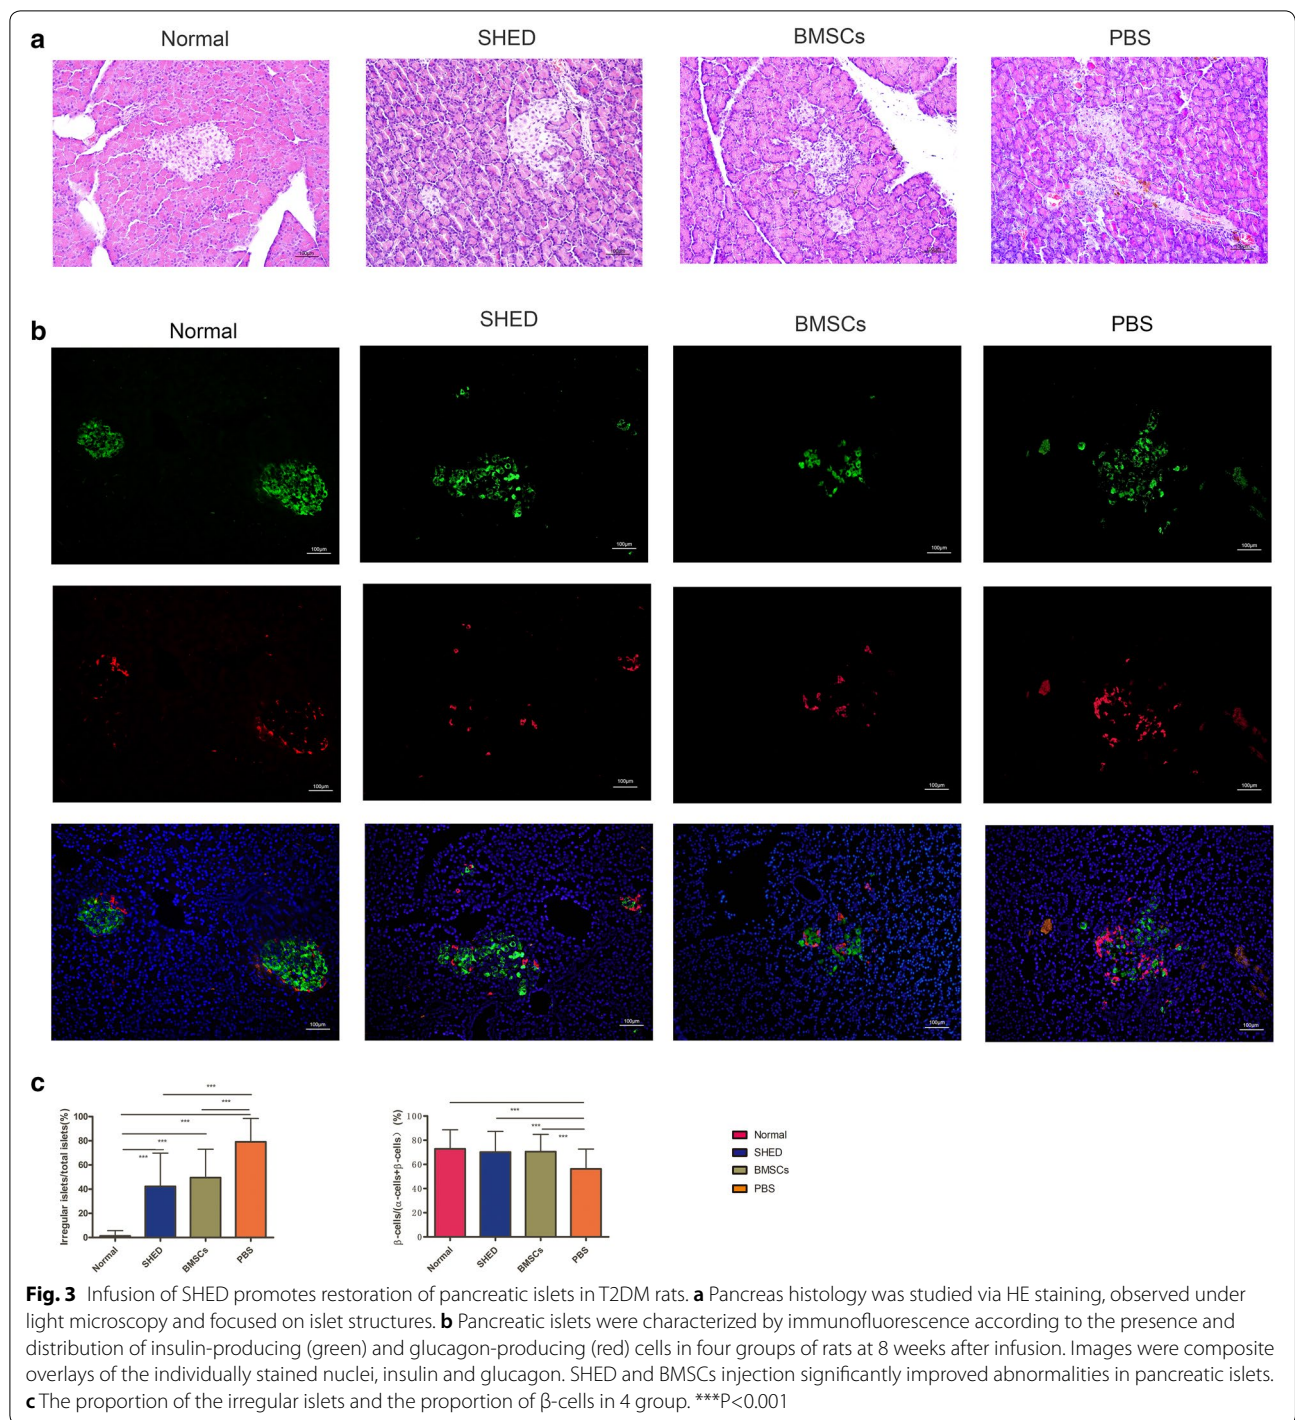 a
Normal SHED BMSCs PBS
100μm
b
Normal SHED BMSCs PBS
100μm 100μm 100μm 100μm
100μm 100μm 100μm 100μm
100μm 100μm 100μm 100μm
c
Irregular islets/total islets(%)
100
80
60
40
20
0
***
***
***
***
***
Normal SHED BMSCs PBS
β-cells/(α-cells+β-cells) (%)
100
80
60
40
20
0
***
***
***
Normal SHED BMSCs PBS
Normal
SHED
BMSCs
PBS
Fig. 3 Infusion of SHED promotes restoration of pancreatic islets in T2DM rats. a Pancreas histology was studied via HE staining, observed under
light microscopy and focused on islet structures. b Pancreatic islets were characterized by immunofluorescence according to the presence and
distribution of insulin-producing (green) and glucagon-producing (red) cells in four groups of rats at 8 weeks after infusion. Images were composite
overlays of the individually stained nuclei, insulin and glucagon. SHED and BMSCs injection significantly improved abnormalities in pancreatic islets.
c The proportion of the irregular islets and the proportion of β-cells in 4 group. ***P<0.001